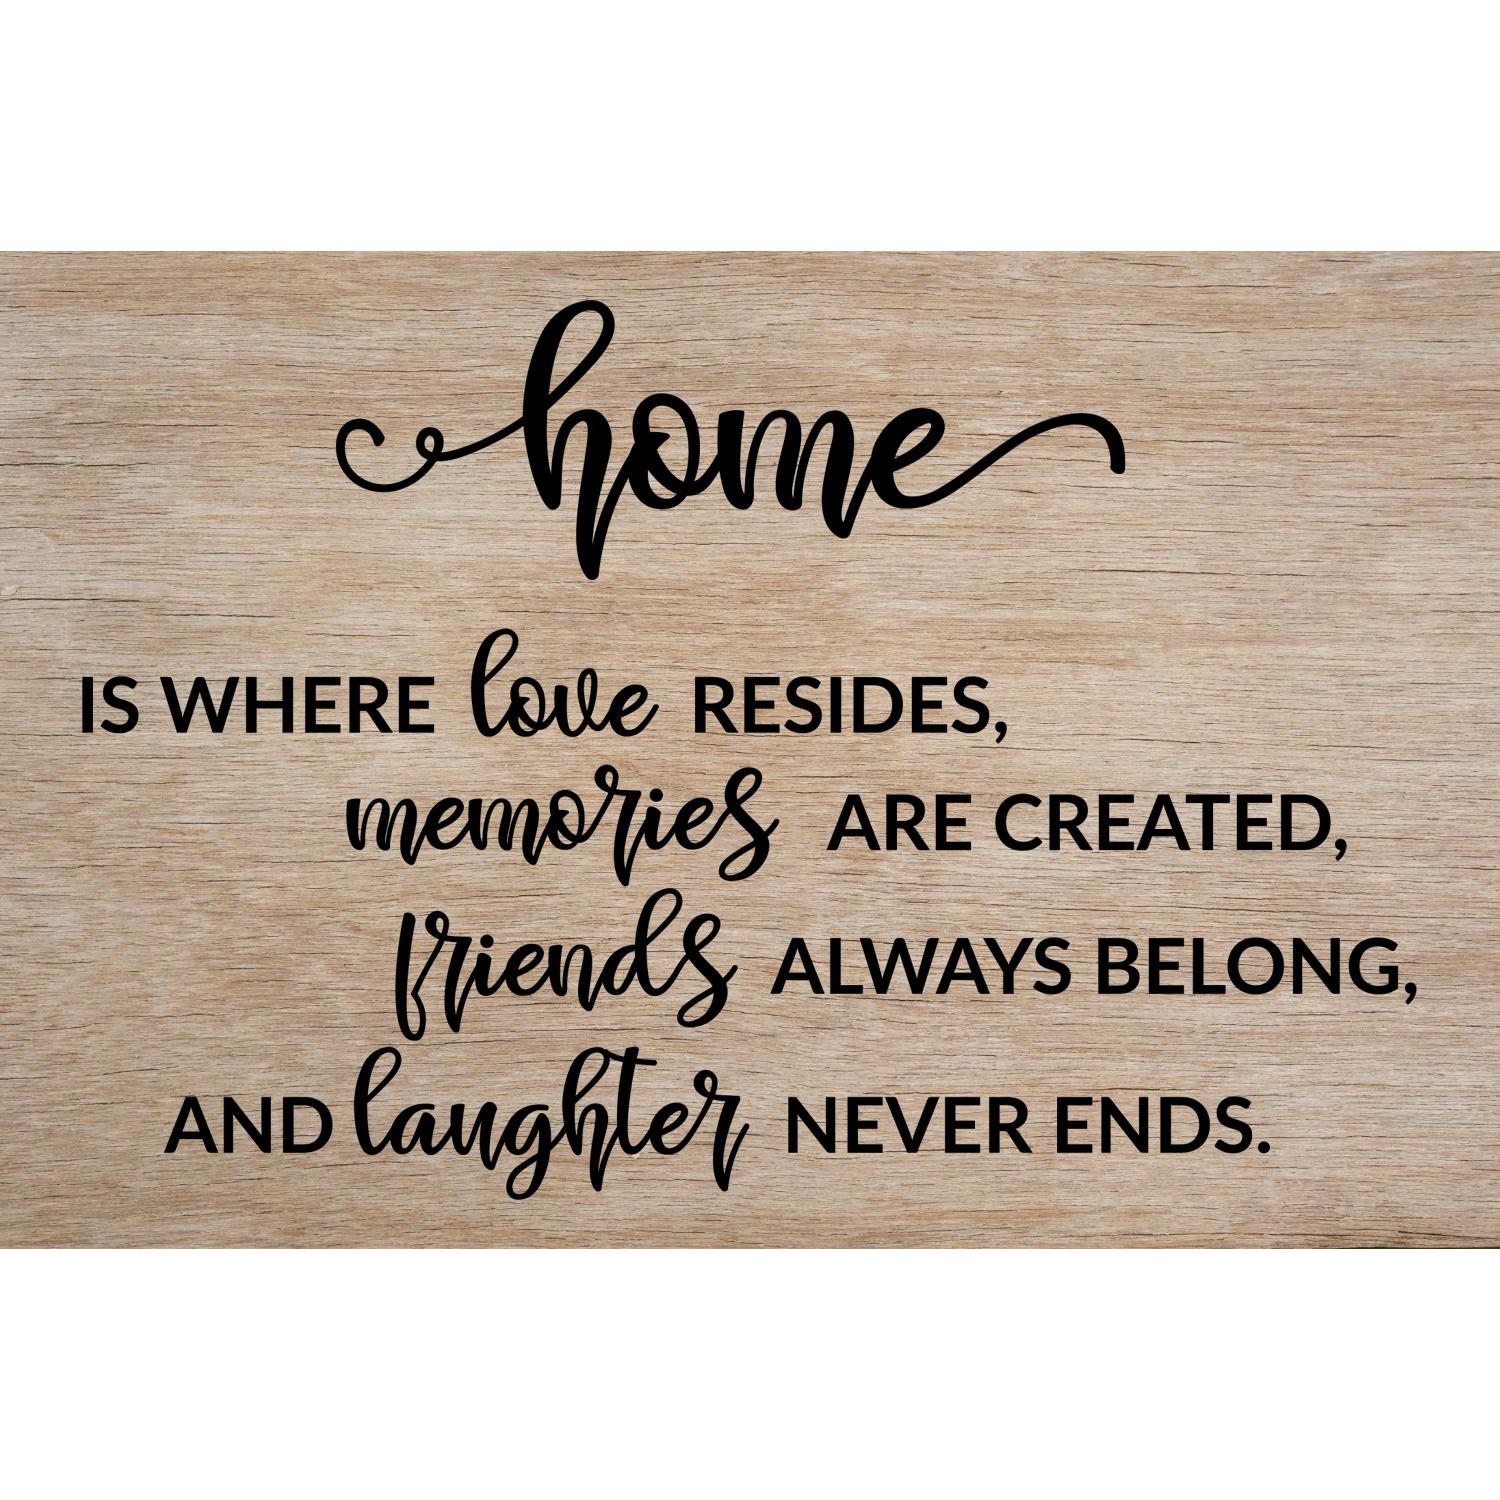 home
IS WHERE love RESIDES,
memories ARE CREATED,
friends ALWAYS BELONG,
AND laughter NEVER ENDS.